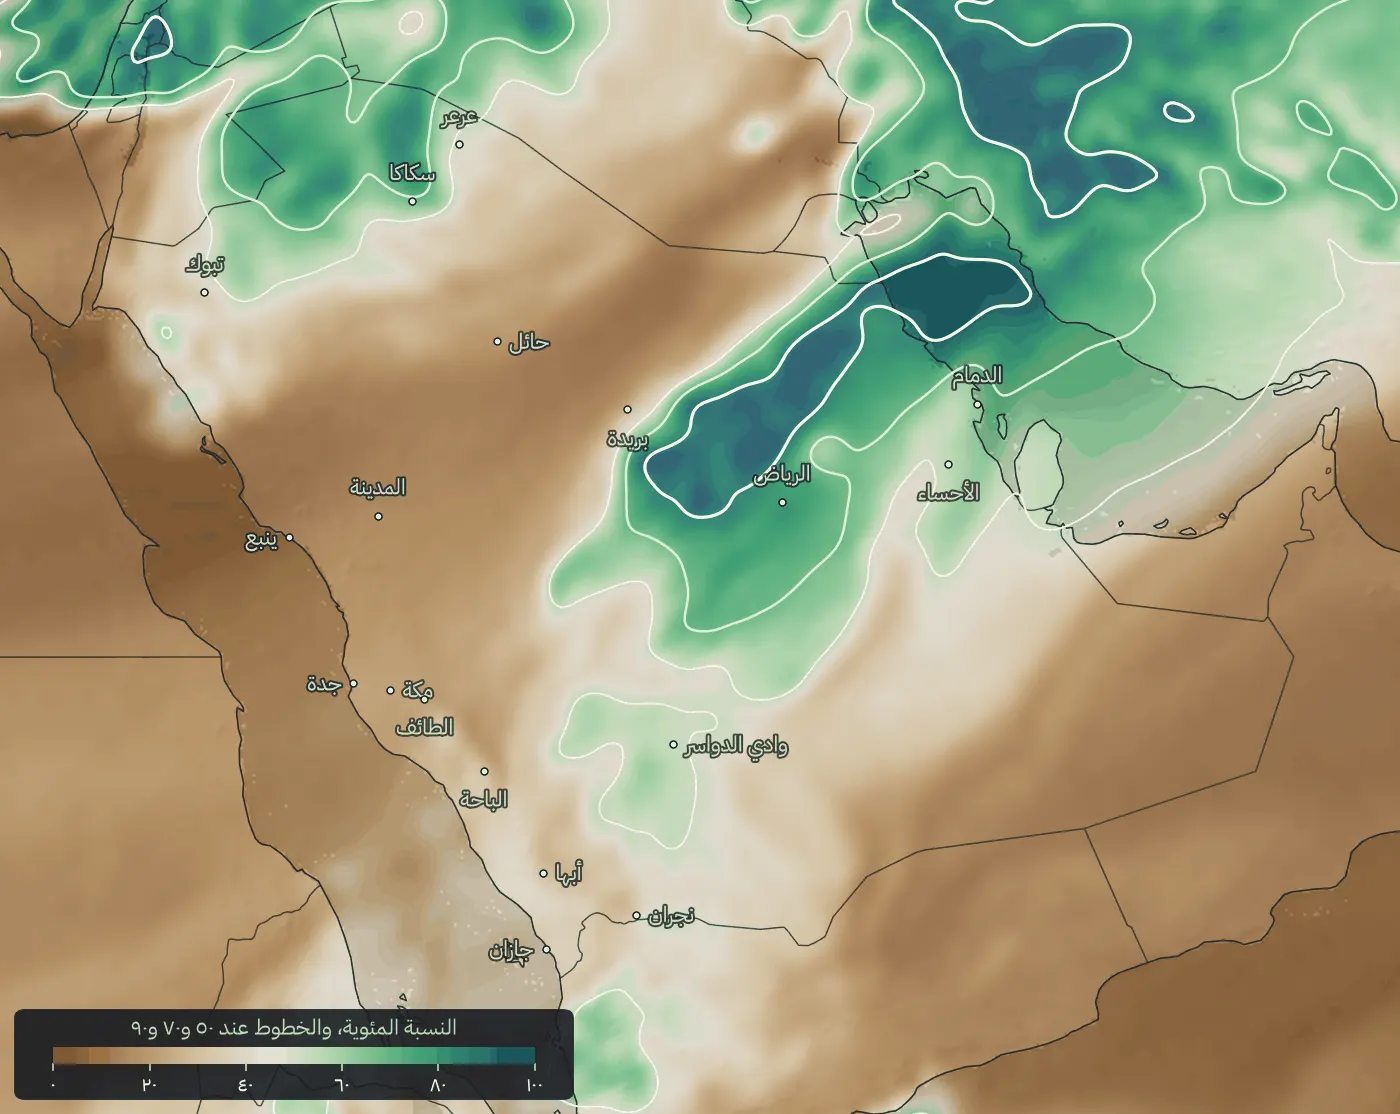 عرعر
سكاكا
تبوك
حائل
الدمام
بريدة
الرياض
المدينة
الأحساء
ينبع
جدة
مكة
الطائف
وادي الدواسر
الباحة
أبها
نجران
جازان
النسبة المئوية، والخطوط عند ٥٠ و٧٠ و٩٠
٠ ٢٠ ٤٠ ٦٠ ٨٠ ١٠٠